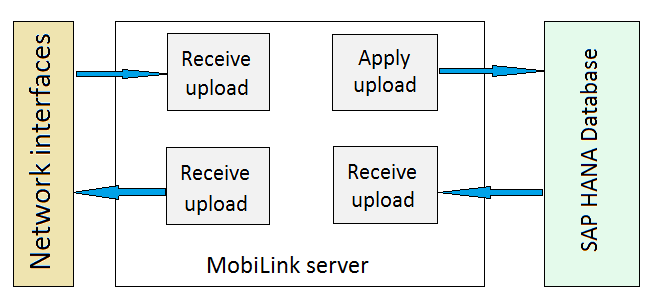 Network interfaces
Receive
upload
Apply
upload
Receive
upload
Receive
upload
MobiLink server
SAP HANA Database